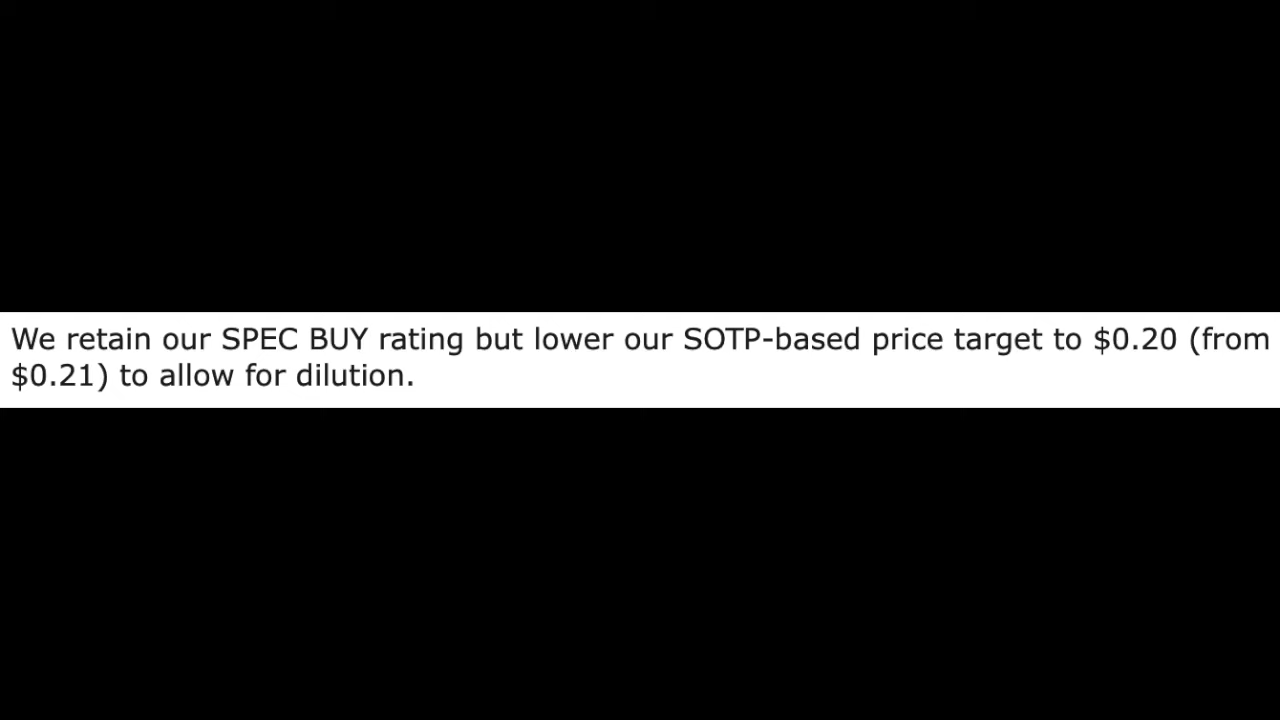 We retain our SPEC BUY rating but lower our SOTP-based price target to $0.20 (from
$0.21) to allow for dilution.